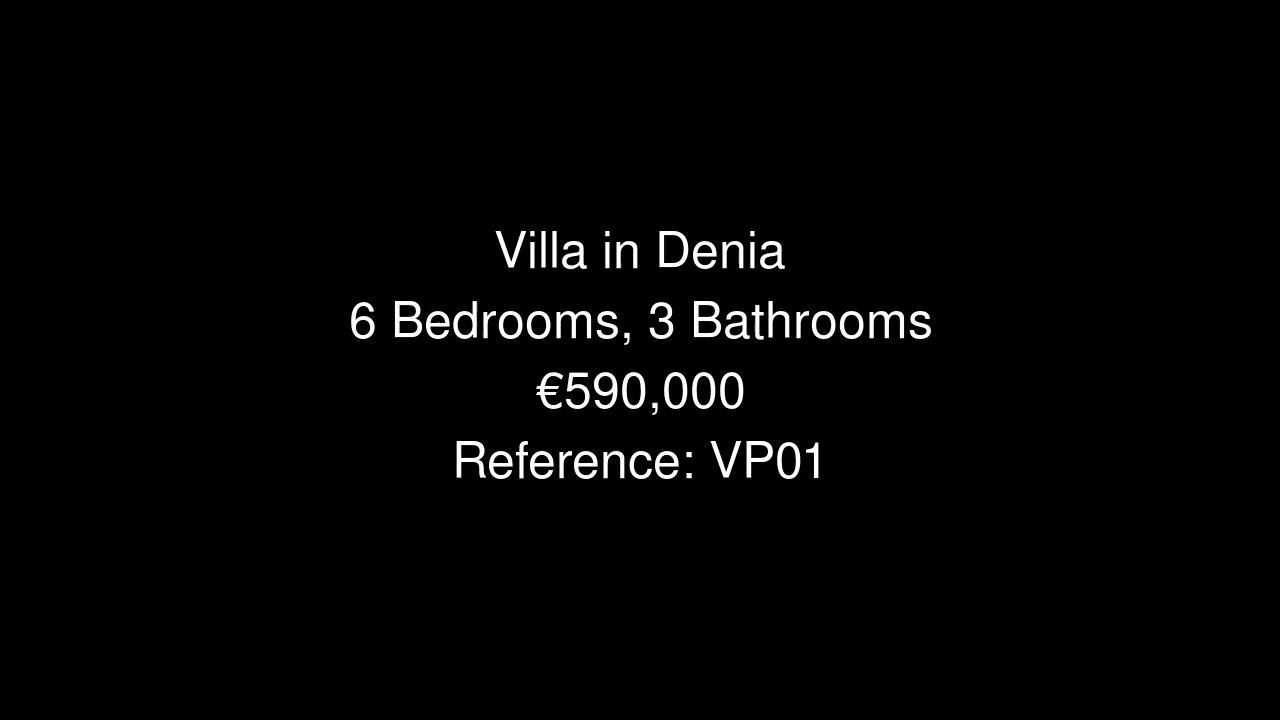 Villa in Denia
6 Bedrooms, 3 Bathrooms
€590,000
Reference: VP01